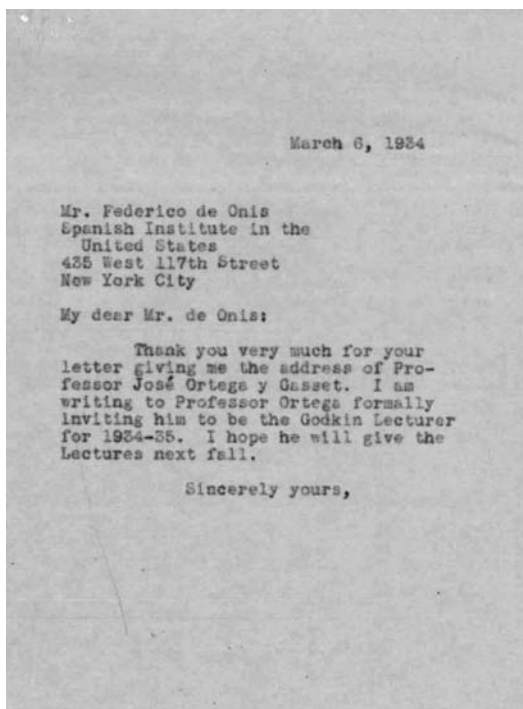 March 6, 1934
Mr. Federico de Onis
Spanish Institute in the
United States
435 West 117th Street
New York City
My dear Mr. de Onis:
Thank you very much for your
letter giving me the address of Pro-
fessor José Ortega y Gasset. I am
writing to Professor Ortega formally
inviting him to be the Godkin Lecturer
for 1934-35. I hope he will give the
Lectures next fall.
Sincerely yours,